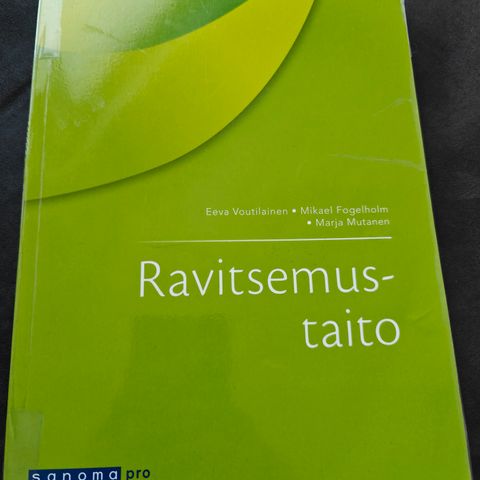 Eeva Voutilainen • Mikael Fogelholm
• Marja Mutanen
Ravitsemus-
taito
sanoma pro